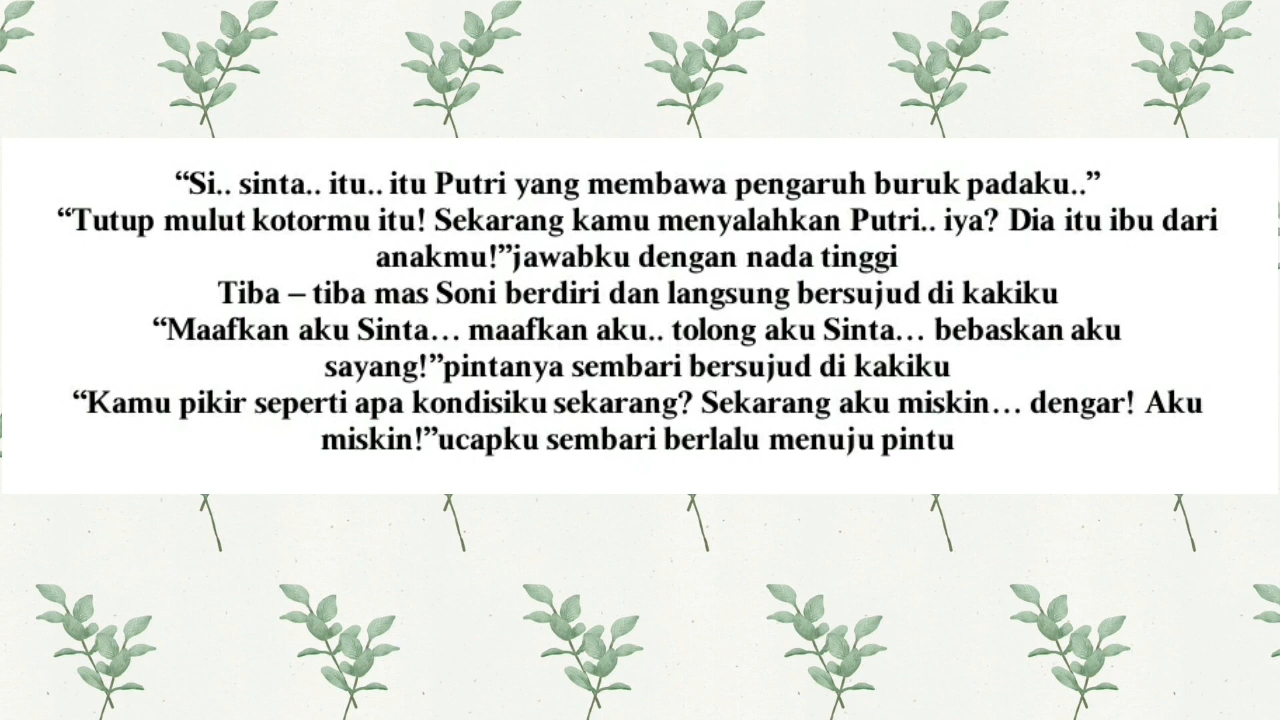 “Si.. sinta.. itu.. itu Putri yang membawa pengaruh buruk padaku..”
“Tutup mulut kotormu itu! Sekarang kamu menyalahkan Putri.. iya? Dia itu ibu dari
anakmu!”jawabku dengan nada tinggi
Tiba – tiba mas Soni berdiri dan langsung bersujud di kakiku
“Maafkan aku Sinta… maafkan aku.. tolong aku Sinta… bebaskan aku
sayang!”pintanya sembari bersujud di kakiku
“Kamu pikir seperti apa kondisiku sekarang? Sekarang aku miskin… dengar! Aku
miskin!”ucapku sembari berlalu menuju pintu